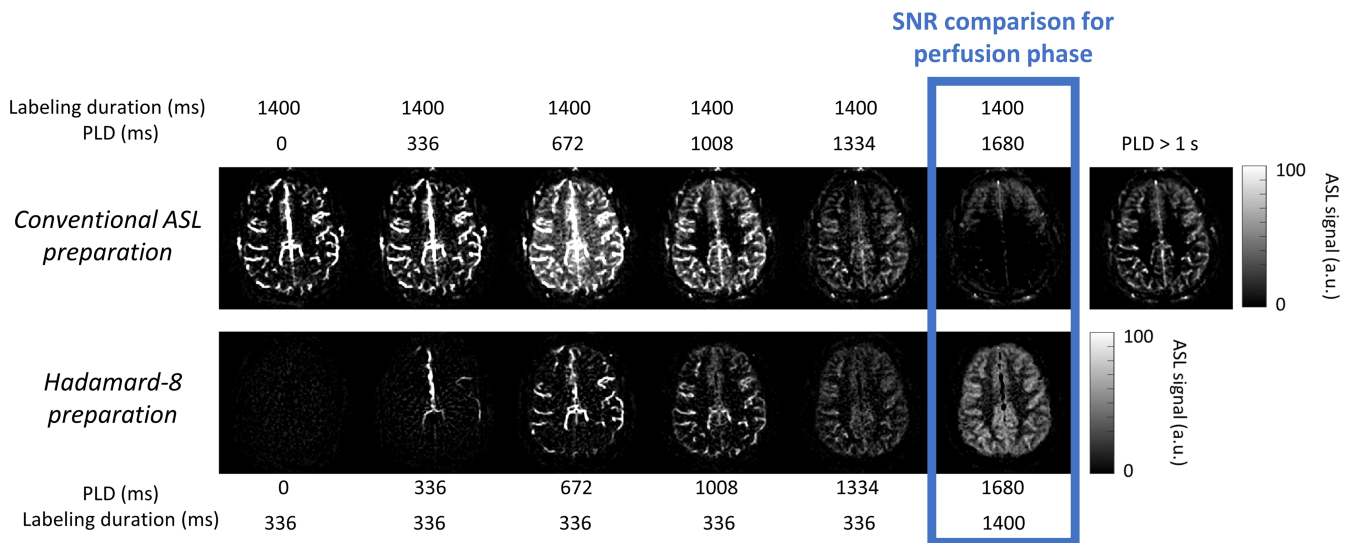 SNR comparison for
perfusion phase
Labeling duration (ms) 1400 1400 1400 1400 1400 1400
PLD (ms) 0 336 672 1008 1334 1680 PLD > 1 s
Conventional ASL
preparation
100
0
ASL signal (a.u.)
Hadamard-8
preparation
100
0
ASL signal (a.u.)
PLD (ms) 0 336 672 1008 1334 1680
Labeling duration (ms) 336 336 336 336 336 1400